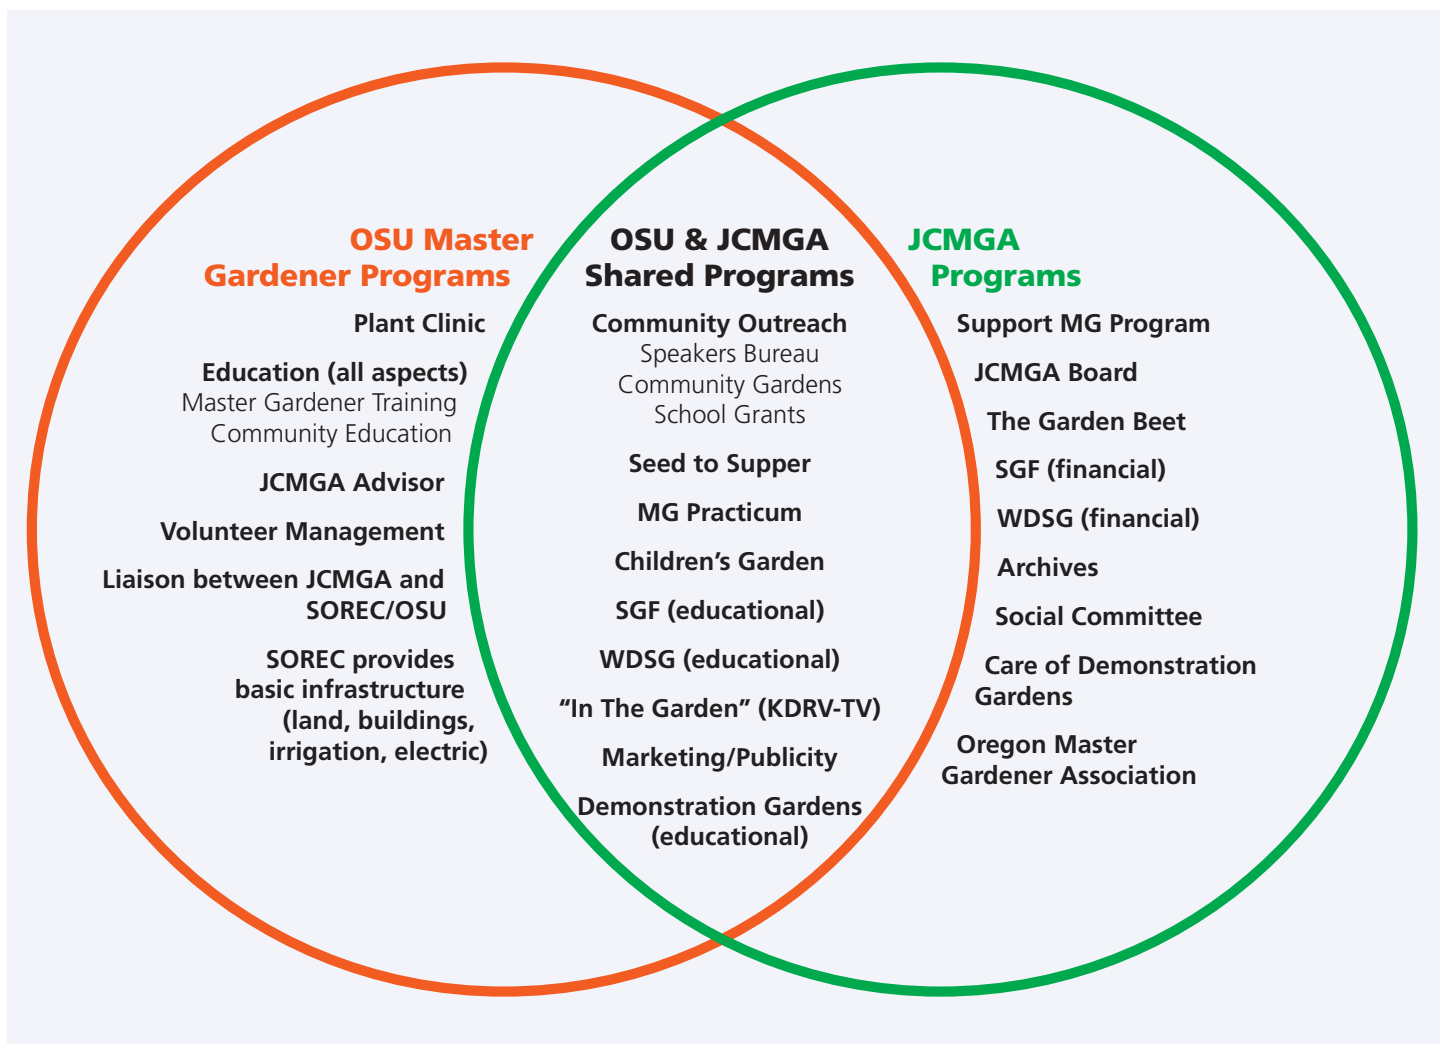 OSU Master
Gardener Programs
Plant Clinic
Education (all aspects)
Master Gardener Training
Community Education
JCMGA Advisor
Volunteer Management
Liaison between JCMGA and
SOREC/OSU
SOREC provides
basic infrastructure
(land, buildings,
irrigation, electric)
OSU & JCMGA
Shared Programs
Community Outreach
Speakers Bureau
Community Gardens
School Grants
Seed to Supper
MG Practicum
Children’s Garden
SGF (educational)
WDSG (educational)
“In The Garden” (KDRV-TV)
Marketing/Publicity
Demonstration Gardens
(educational)
JCMGA
Programs
Support MG Program
JCMGA Board
The Garden Beet
SGF (financial)
WDSG (financial)
Archives
Social Committee
Care of Demonstration
Gardens
Oregon Master
Gardener Association